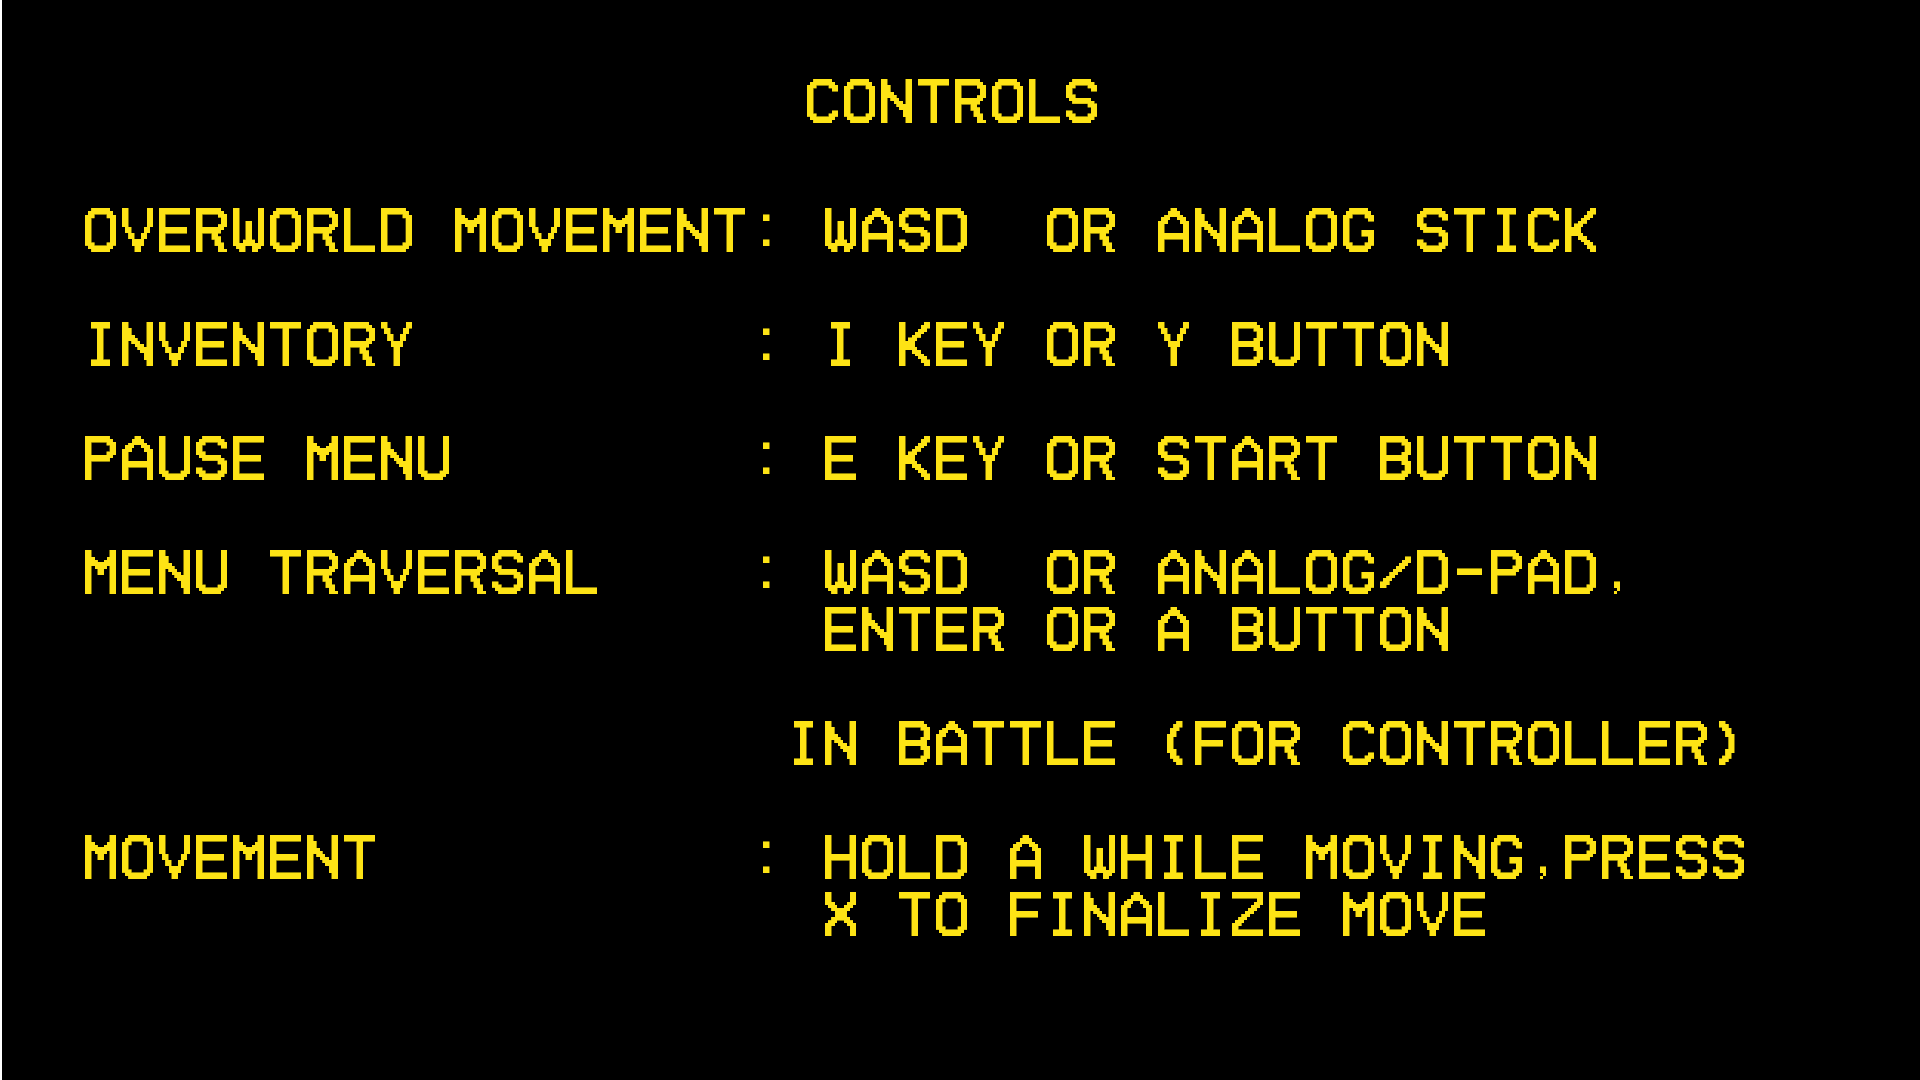 CONTROLS
OVERWORLD MOVEMENT: WASD  OR ANALOG STICK
INVENTORY : I KEY OR Y BUTTON
PAUSE MENU : E KEY OR START BUTTON
MENU TRAVERSAL : WASD  OR ANALOG/D-PAD,
ENTER OR A BUTTON
IN BATTLE (FOR CONTROLLER)
MOVEMENT : HOLD A WHILE MOVING,PRESS
X TO FINALIZE MOVE